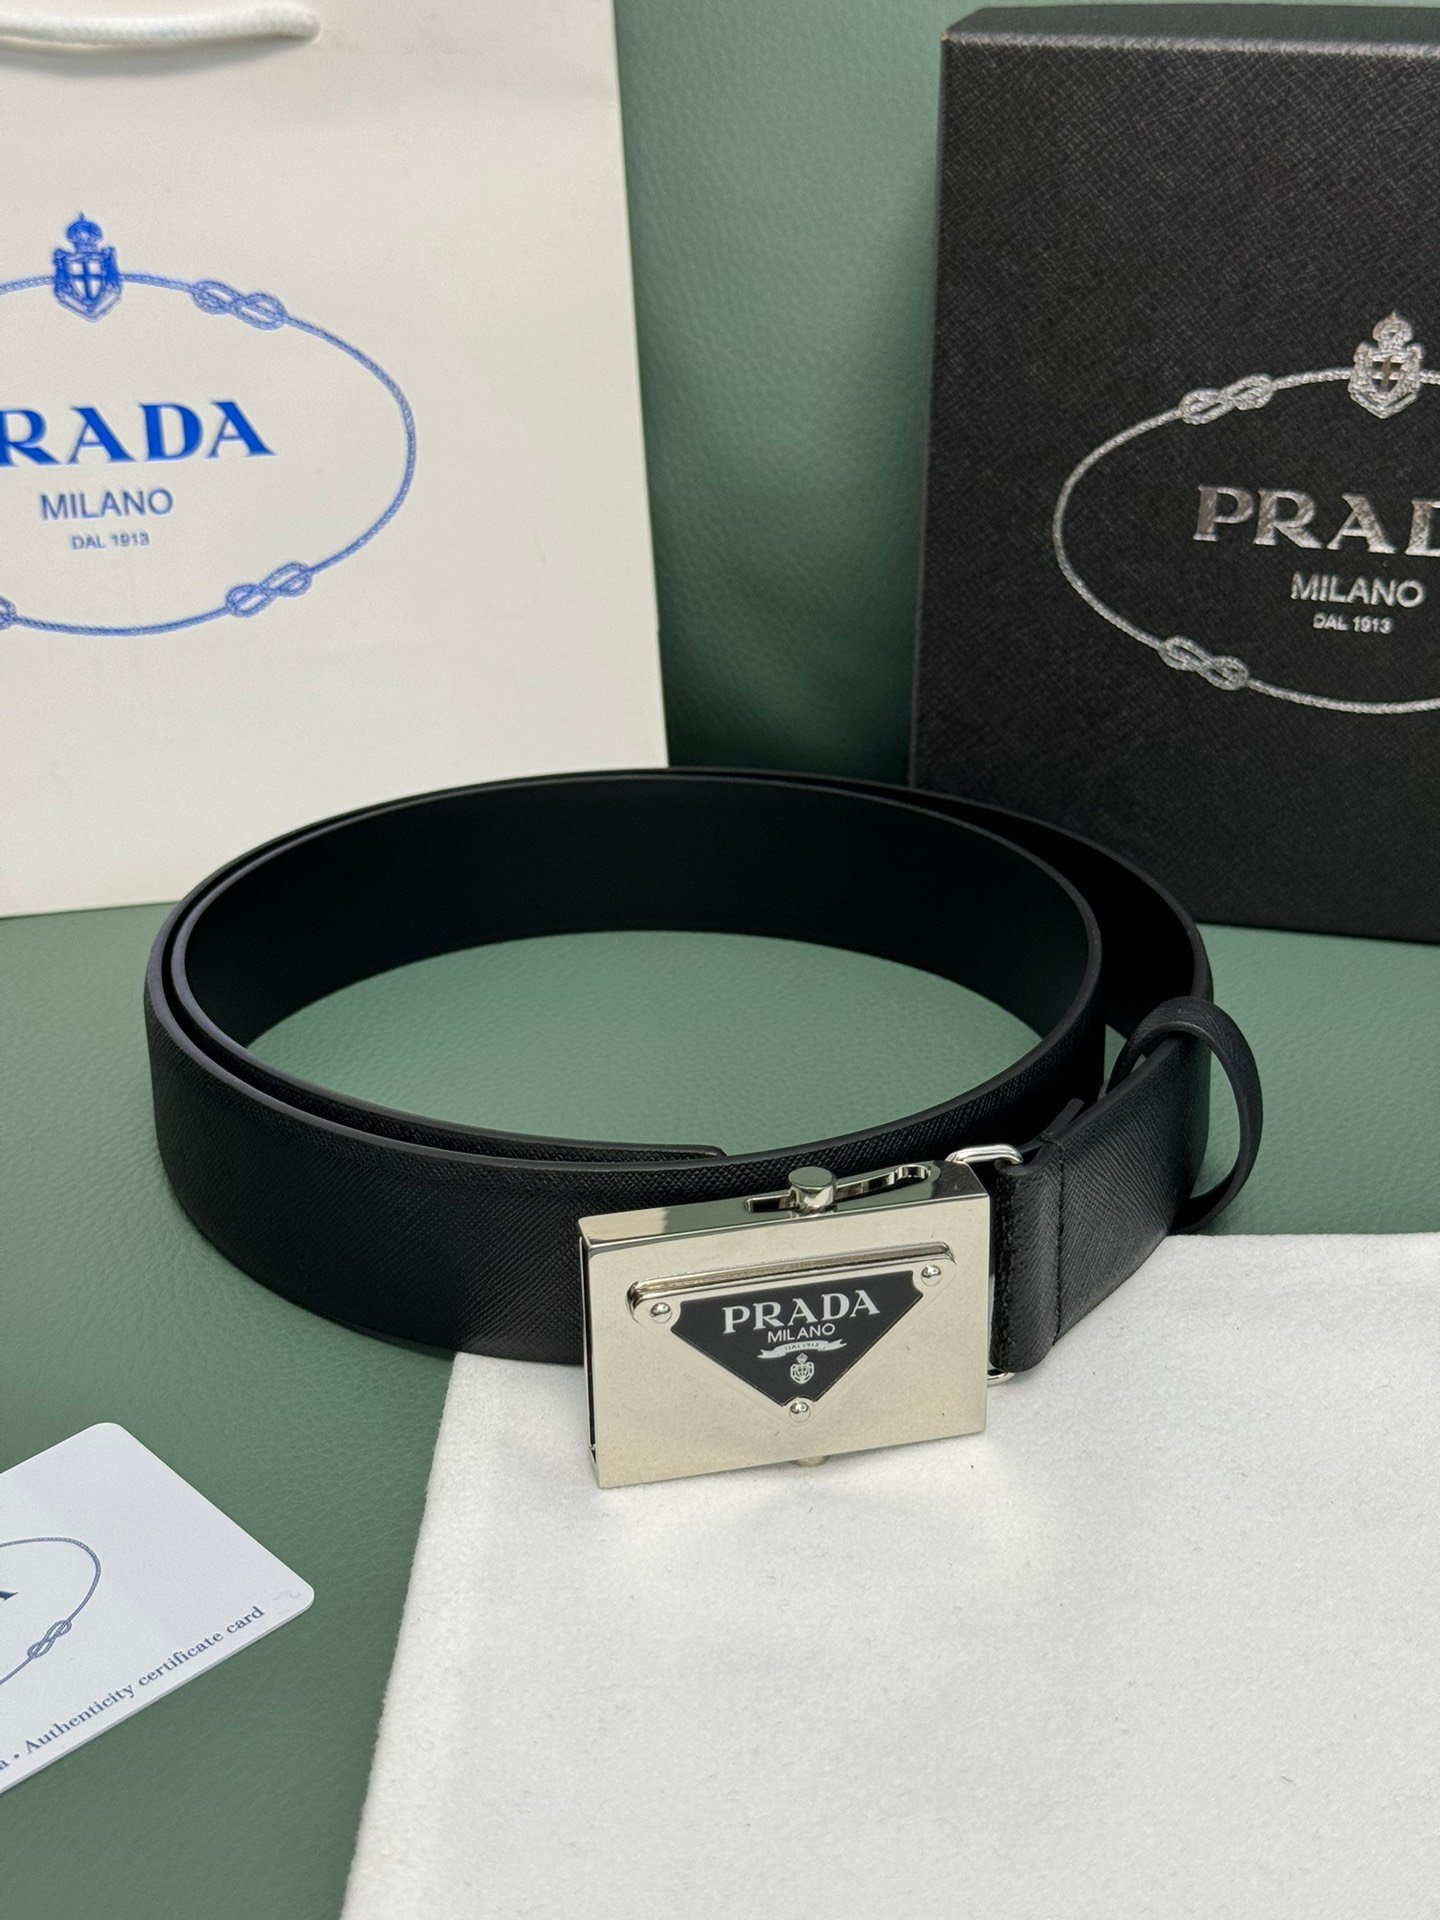 RADA
MILANO
DAL 1913
PRAD
MILANO
DAL 1913
PRADA
MILANO
A
a • Authenticity certificate card